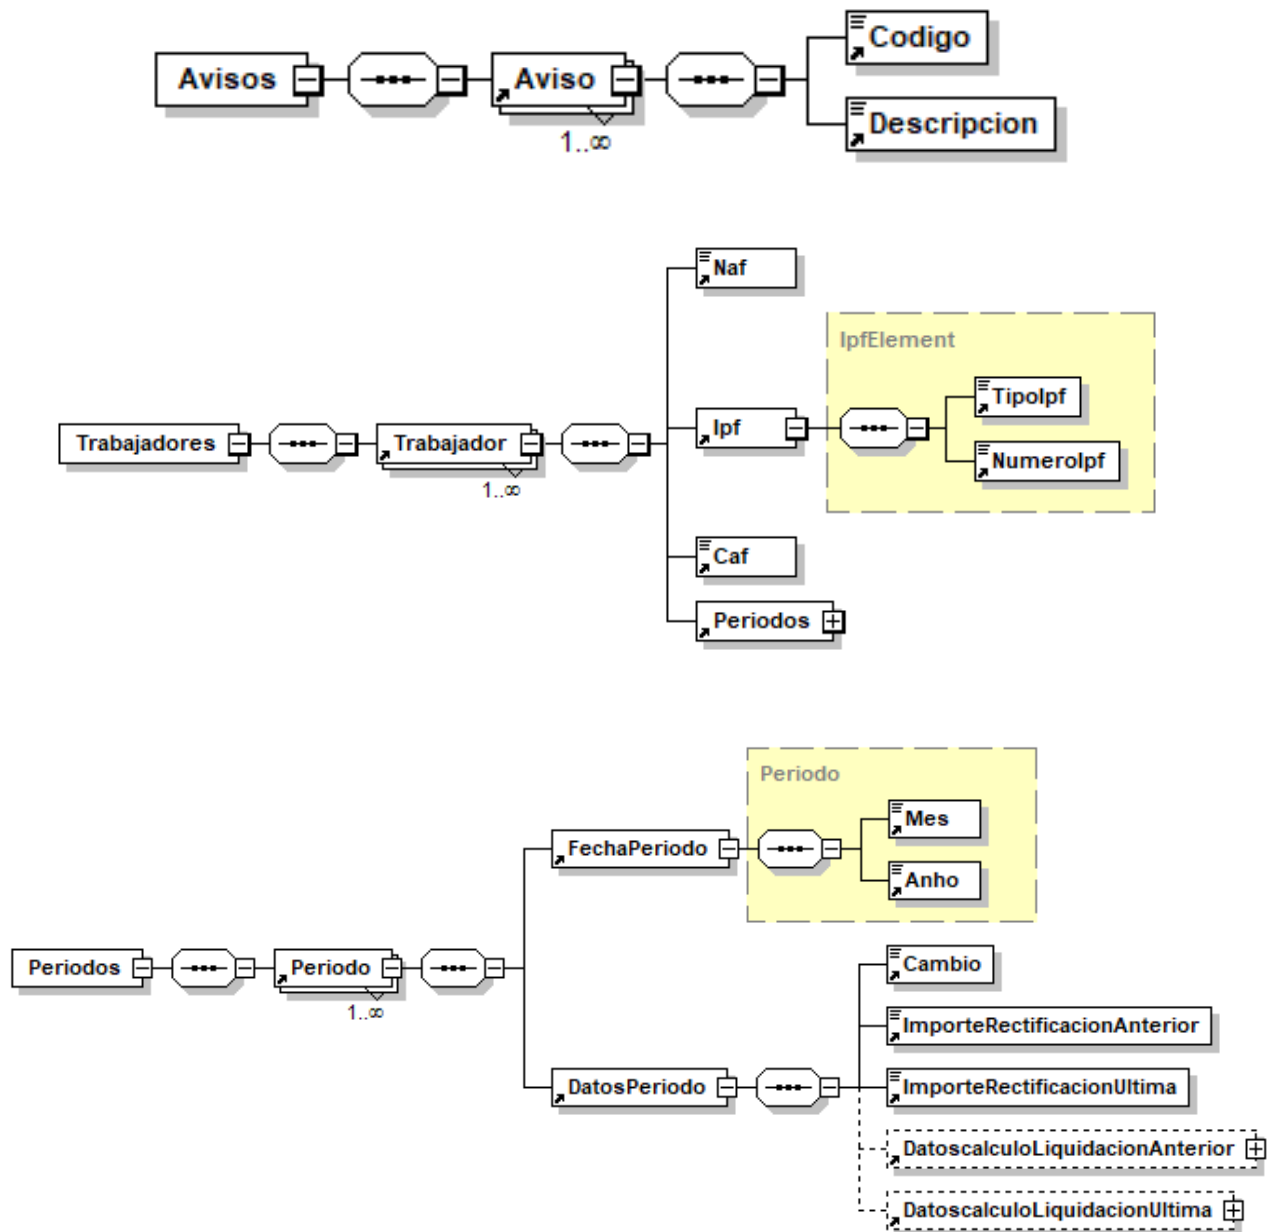 Avisos
Aviso
1..∞
Codigo
Descripcion
Trabajadores
Trabajador
1..∞
Naf
IpfElement
Ipf
TipoIpf
NumeroIpf
Caf
Periodos
Periodos
Periodo
1..∞
FechaPeriodo
Periodo
Mes
Anho
DatosPeriodo
Cambio
ImporteRectificacionAnterior
ImporteRectificacionUltima
DatoscalculoLiquidacionAnterior
DatoscalculoLiquidacionUltima